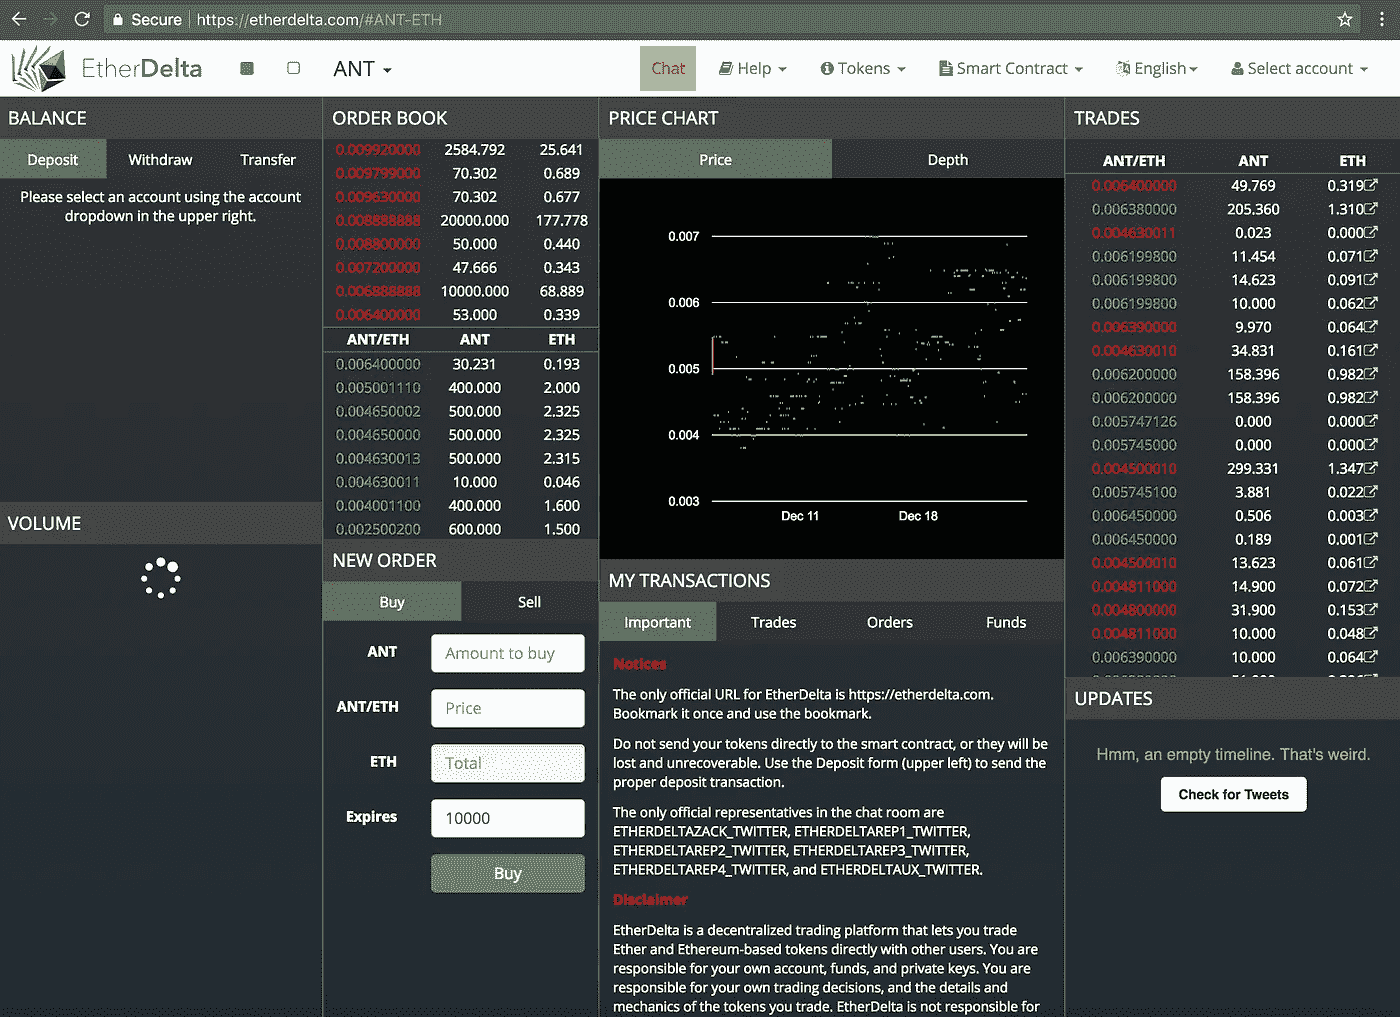 Secure https://etherdelta.com/#ANT-ETH
EtherDelta
ANT
Chat
Help
Tokens
Smart Contract
English
Select account
BALANCE
Deposit Withdraw Transfer
Please select an account using the account
dropdown in the upper right.
VOLUME
ORDER BOOK
0.009920000 2584.792 25.641
0.009799000 70.302 0.689
0.009630000 70.302 0.677
0.008888888 20000.000 177.778
0.008800000 50.000 0.440
0.007200000 47.666 0.343
0.006888888 10000.000 68.889
0.006400000 53.000 0.339
ANT/ETH ANT ETH
0.006400000 30.231 0.193
0.005001110 400.000 2.000
0.004650002 500.000 2.325
0.004650000 500.000 2.325
0.004630013 500.000 2.315
0.004630011 10.000 0.046
0.004001100 400.000 1.600
0.002500200 600.000 1.500
NEW ORDER
Buy Sell
ANT Amount to buy
ANT/ETH Price
ETH Total
Expires 10000
Buy
PRICE CHART
Price Depth
0.007
0.006
0.005
0.004
0.003
Dec 11 Dec 18
MY TRANSACTIONS
Important Trades Orders Funds
Notices
The only official URL for EtherDelta is https://etherdelta.com.
Bookmark it once and use the bookmark.
Do not send your tokens directly to the smart contract, or they will be
lost and unrecoverable. Use the Deposit form (upper left) to send the
proper deposit transaction.
The only official representatives in the chat room are
ETHERDELTAZACK_TWITTER, ETHERDELTAREP1_TWITTER,
ETHERDELTAREP2_TWITTER, ETHERDELTAREP3_TWITTER,
ETHERDELTAREP4_TWITTER, and ETHERDELTAUX_TWITTER.
Disclaimer
EtherDelta is a decentralized trading platform that lets you trade
Ether and Ethereum-based tokens directly with other users. You are
responsible for your own account, funds, and private keys. You are
responsible for your own trading decisions, and the details and
mechanics of the tokens you trade. EtherDelta is not responsible for
TRADES
ANT/ETH ANT ETH
0.006400000 49.769 0.319
0.006380000 205.360 1.310
0.004630011 0.023 0.000
0.006199800 11.454 0.071
0.006199800 14.623 0.091
0.006199800 10.000 0.062
0.006390000 9.970 0.064
0.004630010 34.831 0.161
0.006200000 158.396 0.982
0.006200000 158.396 0.982
0.005747126 0.000 0.000
0.005745000 0.000 0.000
0.004500010 299.331 1.347
0.005745100 3.881 0.022
0.006450000 0.506 0.003
0.006450000 0.189 0.001
0.004500010 13.623 0.061
0.004811000 14.900 0.072
0.004800000 31.900 0.153
0.004811000 10.000 0.048
0.006390000 10.000 0.064
UPDATES
Hmm, an empty timeline. That's weird.
Check for Tweets